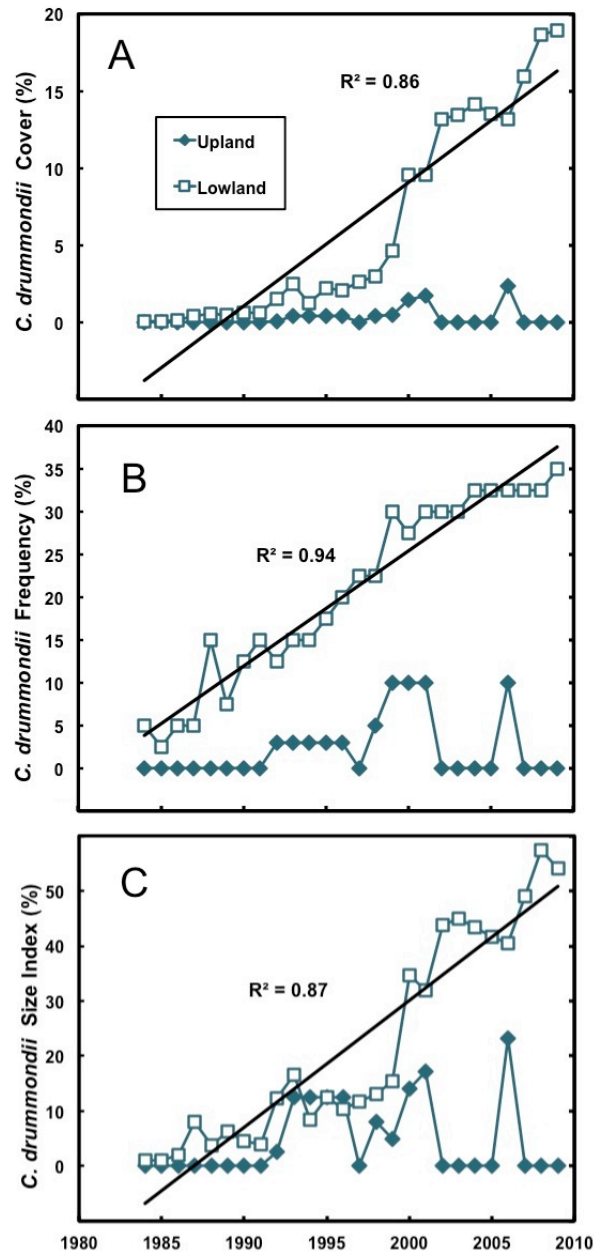 A
C. drummondii Cover (%)
20
15
10
5
0
R² = 0.86
Upland
Lowland
B
C. drummondii Frequency (%)
40
35
30
25
20
15
10
5
0
R² = 0.94
C
C. drummondii Size Index (%)
50
40
30
20
10
0
R² = 0.87
1980 1985 1990 1995 2000 2005 2010